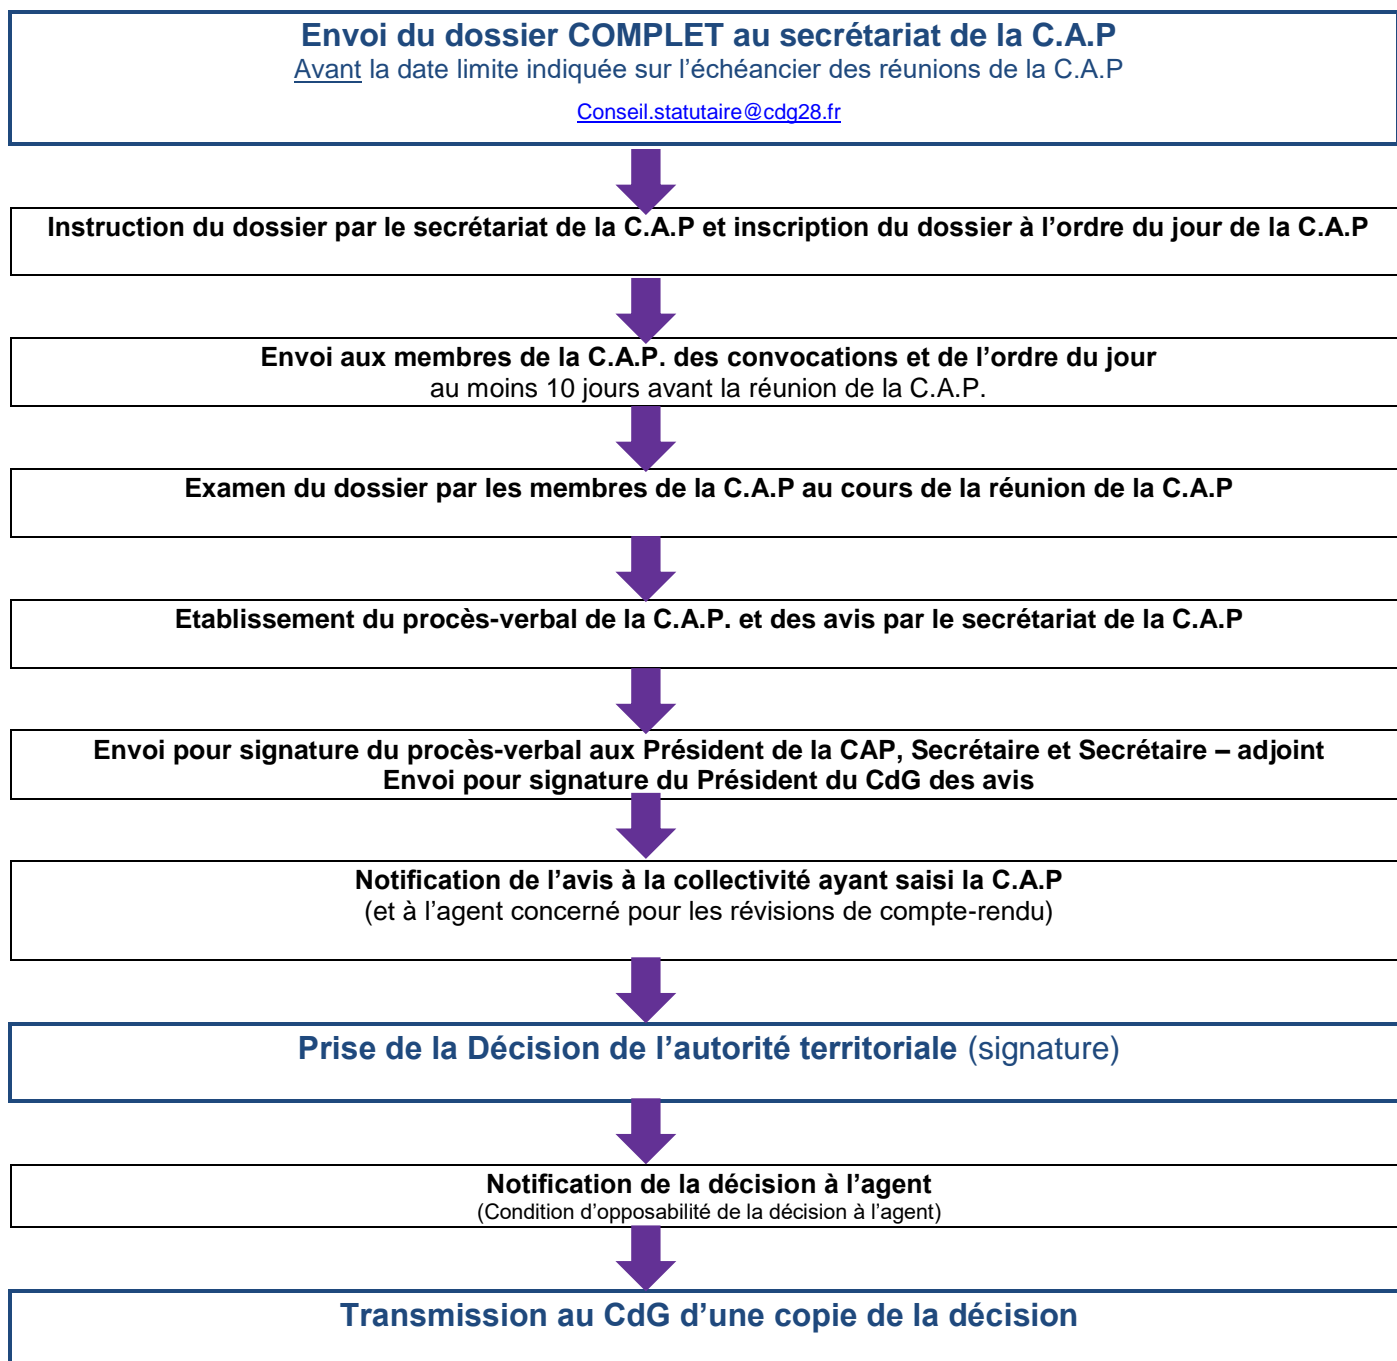 Envoi du dossier COMPLET au secrétariat de la C.A.P
Avant la date limite indiquée sur l’échéancier des réunions de la C.A.P
Conseil.statutaire@cdg28.fr
Instruction du dossier par le secrétariat de la C.A.P et inscription du dossier à l’ordre du jour de la C.A.P
Envoi aux membres de la C.A.P. des convocations et de l’ordre du jour
au moins 10 jours avant la réunion de la C.A.P.
Examen du dossier par les membres de la C.A.P au cours de la réunion de la C.A.P
Etablissement du procès-verbal de la C.A.P. et des avis par le secrétariat de la C.A.P
Envoi pour signature du procès-verbal aux Président de la CAP, Secrétaire et Secrétaire – adjoint
Envoi pour signature du Président du CdG des avis
Notification de l’avis à la collectivité ayant saisi la C.A.P
(et à l’agent concerné pour les révisions de compte-rendu)
Prise de la Décision de l’autorité territoriale (signature)
Notification de la décision à l’agent
(Condition d’opposabilité de la décision à l’agent)
Transmission au CdG d’une copie de la décision